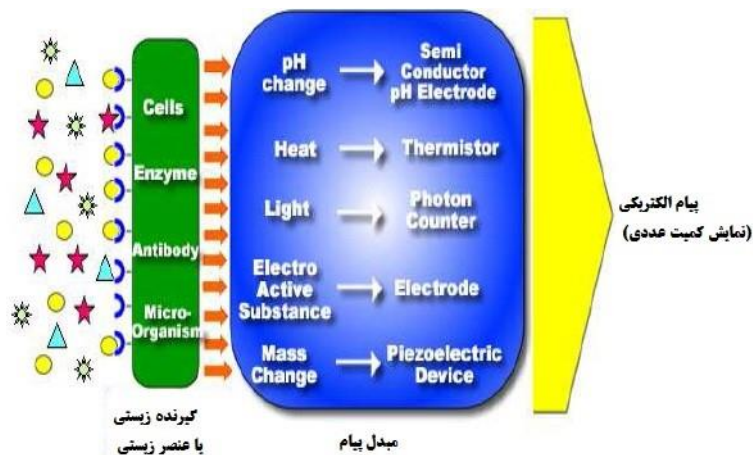 Cells
Enzyme
Antibody
Micro-
Organism
pH
change
Semi
Conductor
pH Electrode
Heat
Thermistor
Light
Photon
Counter
Electro
Active
Substance
Electrode
Mass
Change
Piezoelectric
Device
پیام الکتریکی
(نمایش کمیت عددی)
گیرنده زیستی
یا عنصر زیستی
مبدل پیام